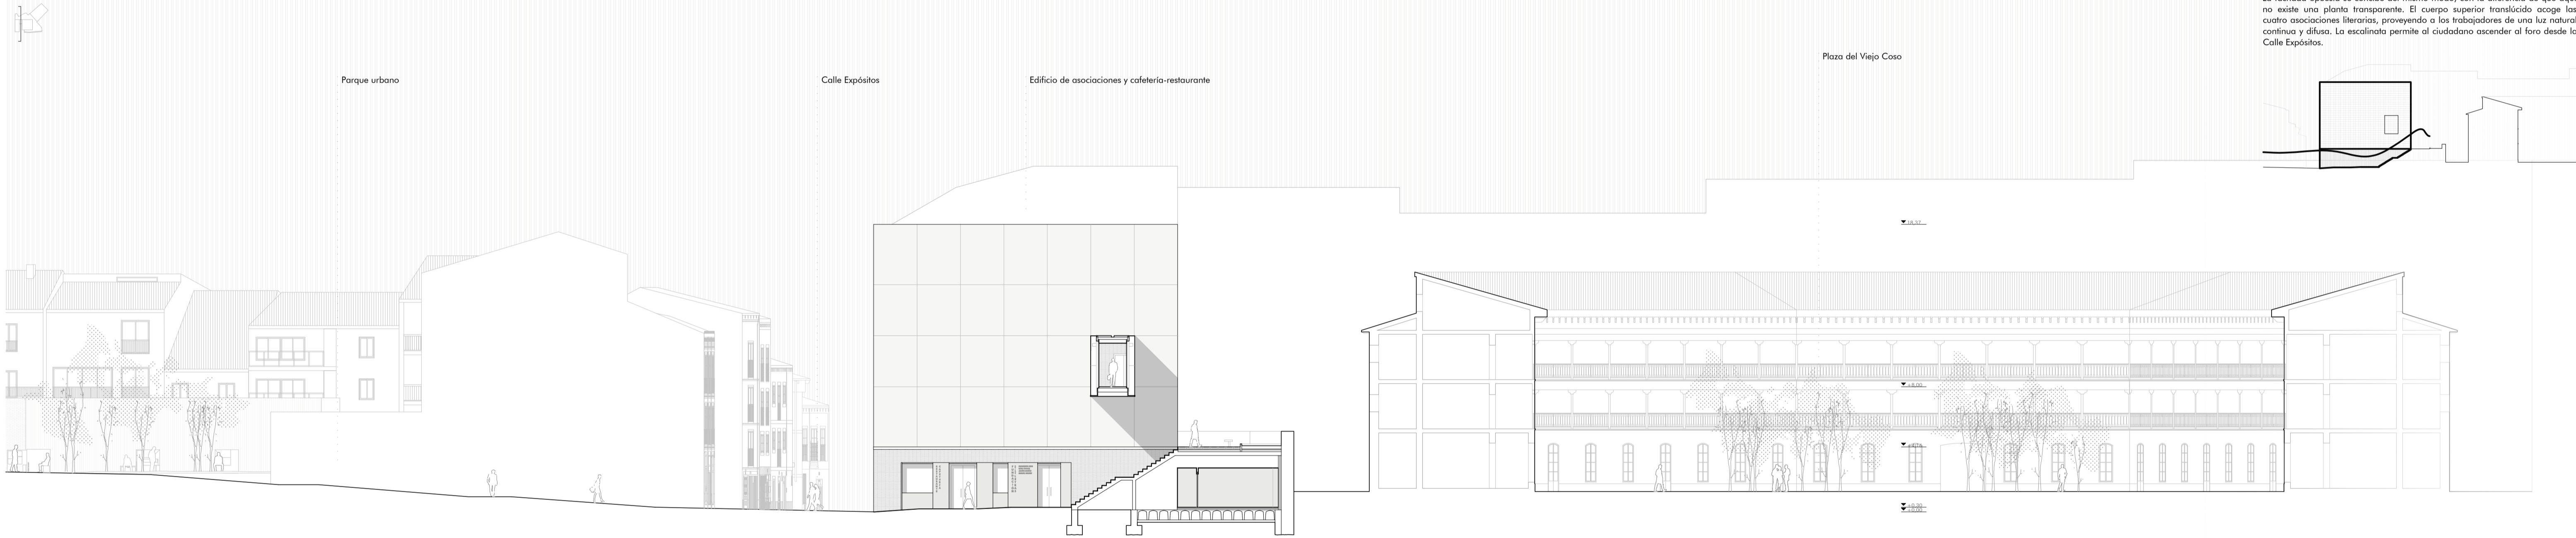 no existe una planta transparente. El cuerpo superior translúcido acoge las
cuatro asociaciones literarias, proveyendo a los trabajadores de una luz natural
continua y difusa. La escalinata permite al ciudadano ascender al foro desde la
Calle Expósitos.
Plaza del Viejo Coso
Parque urbano
Calle Expósitos
Edificio de asociaciones y cafetería-restaurante
+8,00